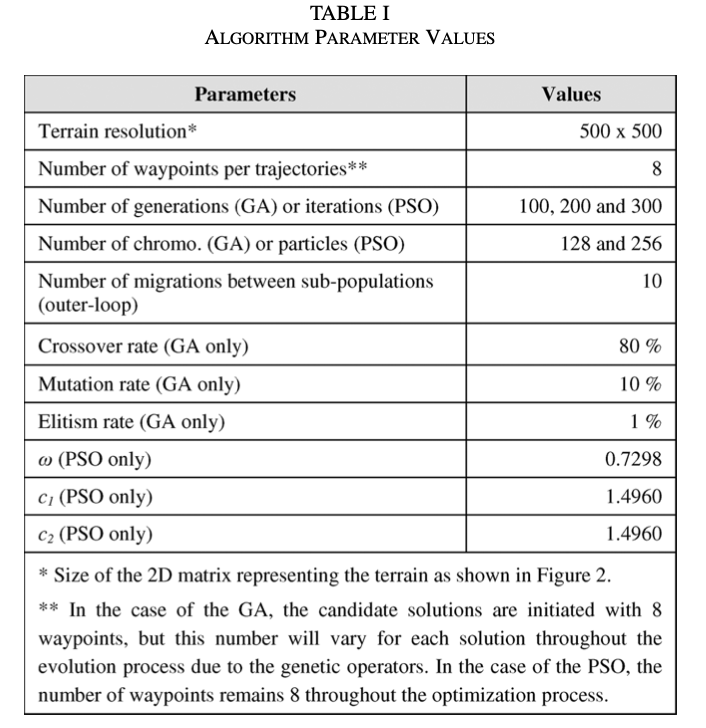 TABLE I
ALGORITHM PARAMETER VALUES
Parameters Values
Terrain resolution* 500 x 500
Number of waypoints per trajectories** 8
Number of generations (GA) or iterations (PSO) 100, 200 and 300
Number of chromo. (GA) or particles (PSO) 128 and 256
Number of migrations between sub-populations 10
(outer-loop)
Crossover rate (GA only) 80 %
Mutation rate (GA only) 10 %
Elitism rate (GA only) 1 %
ω (PSO only) 0.7298
c1 (PSO only) 1.4960
c2 (PSO only) 1.4960
* Size of the 2D matrix representing the terrain as shown in Figure 2.
** In the case of the GA, the candidate solutions are initiated with 8
waypoints, but this number will vary for each solution throughout the
evolution process due to the genetic operators. In the case of the PSO, the
number of waypoints remains 8 throughout the optimization process.